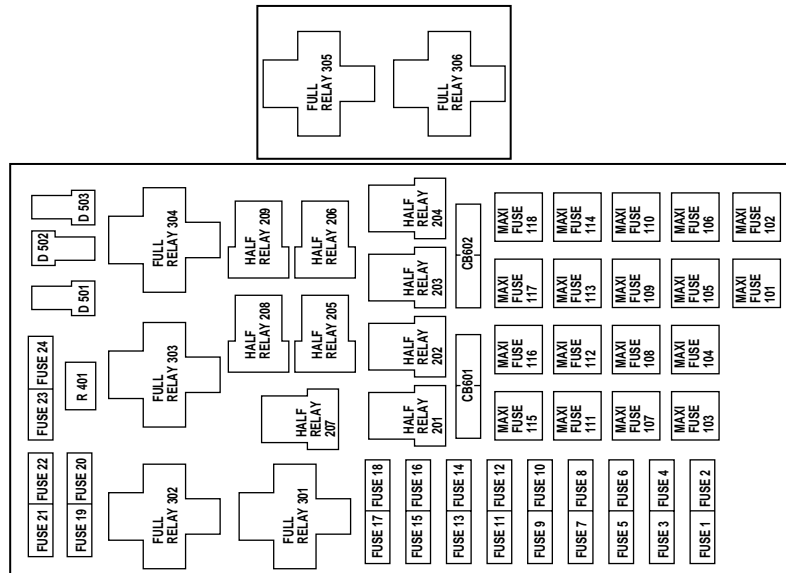 FULL
RELAY 305
FULL
RELAY 306
D 503
D 502
D 501
FULL
RELAY 304
HALF
RELAY 209
HALF
RELAY 206
HALF
RELAY
204
CB602
MAXI
FUSE
118
MAXI
FUSE
114
MAXI
FUSE
110
MAXI
FUSE
106
MAXI
FUSE
102
HALF
RELAY
203
MAXI
FUSE
117
MAXI
FUSE
113
MAXI
FUSE
109
MAXI
FUSE
105
MAXI
FUSE
101
FUSE 24
FUSE 23
R 401
FULL
RELAY 303
HALF
RELAY 208
HALF
RELAY 205
HALF
RELAY
202
CB601
MAXI
FUSE
116
MAXI
FUSE
112
MAXI
FUSE
108
MAXI
FUSE
104
HALF
RELAY
207
HALF
RELAY
201
MAXI
FUSE
115
MAXI
FUSE
111
MAXI
FUSE
107
MAXI
FUSE
103
FUSE 22
FUSE 21
FUSE 20
FUSE 19
FULL
RELAY 302
FULL
RELAY 301
FUSE 18
FUSE 17
FUSE 16
FUSE 15
FUSE 14
FUSE 13
FUSE 12
FUSE 11
FUSE 10
FUSE 9
FUSE 8
FUSE 7
FUSE 6
FUSE 5
FUSE 4
FUSE 3
FUSE 2
FUSE 1